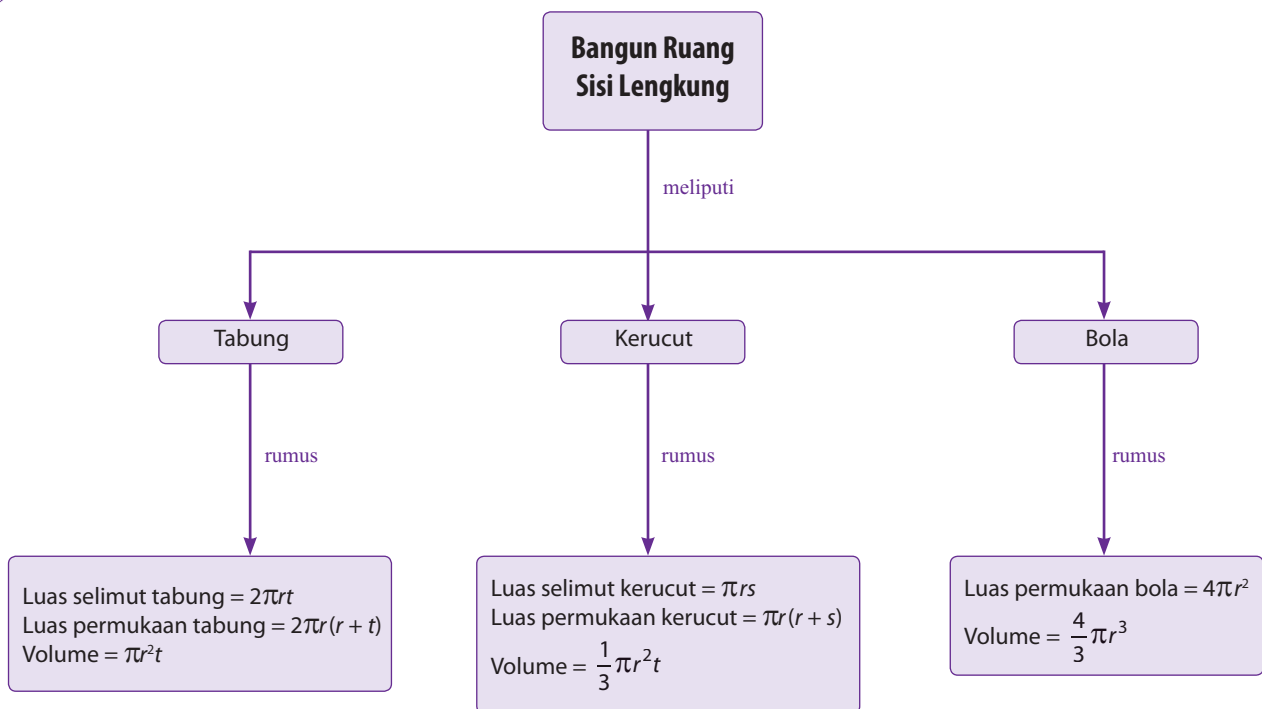 Bangun Ruang
Sisi Lengkung
meliputi
Tabung
Kerucut
Bola
rumus
rumus
rumus
Luas selimut tabung = 2πrt
Luas permukaan tabung = 2πr(r + t)
Volume = πr²t
Luas selimut kerucut = πrs
Luas permukaan kerucut = πr(r + s)
Volume = 1/3 πr²t
Luas permukaan bola = 4πr²
Volume = 4/3 πr³